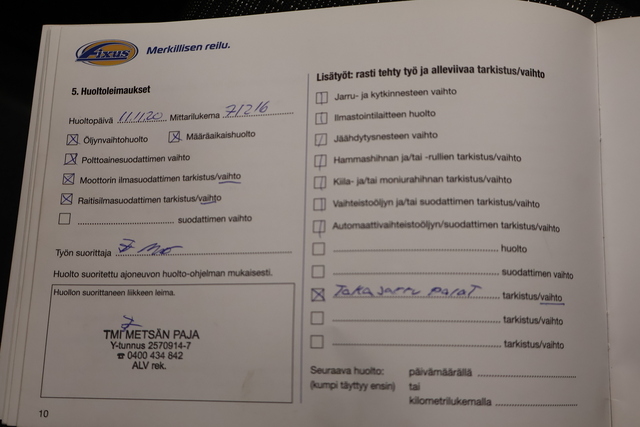 Fixus
Merkillisen reilu.
5. Huoltoleimaukset
Huoltopäivä 11.11.20 Mittarilukema 71216
Öljynvaihtohuolto Määräaikaishuolto
Polttoainesuodattimen vaihto
Moottorin ilmasuodattimen tarkistus/vaihto
Raitisilmasuodattimen tarkistus/vaihto
suodattimen vaihto
Työn suorittaja
Huolto suoritettu ajoneuvon huolto-ohjelman mukaisesti.
Huollon suorittaneen liikkeen leima.
TMI METSÄN PAJA
Y-tunnus 2570914-7
☎ 0400 434 842
ALV rek.
10
Lisätyöt: rasti tehty työ ja alleviivaa tarkistus/vaihto
Jarru- ja kytkinnesteen vaihto
Ilmastointilaitteen huolto
Jäähdytysnesteen vaihto
Hammashihnan ja/tai -rullien tarkistus/vaihto
Kiila- ja/tai moniurahihnan tarkistus/vaihto
Vaihteistoöljyn ja/tai suodattimen tarkistus/vaihto
Automaattivaihteistoöljyn/suodattimen tarkistus/vaihto
huolto
suodattimen vaihto
Takajarru palat tarkistus/vaihto
tarkistus/vaihto
tarkistus/vaihto
Seuraava huolto: päivämäärällä
(kumpi täyttyy ensin) tai
kilometrilukemalla